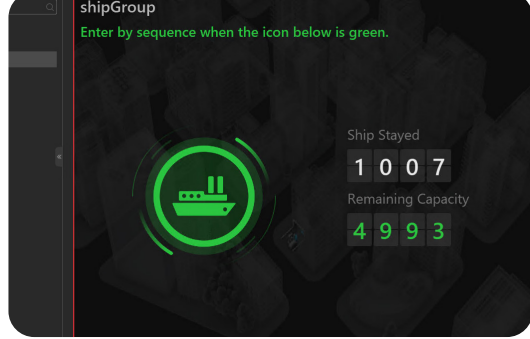 shipGroup
Enter by sequence when the icon below is green.
Ship Stayed
1007
Remaining Capacity
4993